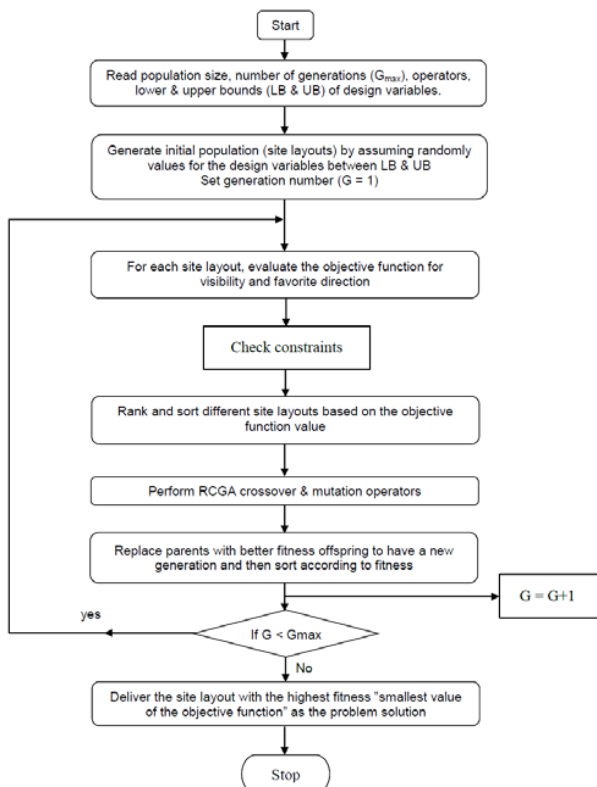 Start
Read population size, number of generations (Gmax), operators,
lower & upper bounds (LB & UB) of design variables.
Generate initial population (site layouts) by assuming randomly
values for the design variables between LB & UB
Set generation number (G = 1)
For each site layout, evaluate the objective function for
visibility and favorite direction
Check constraints
Rank and sort different site layouts based on the objective
function value
Perform RCGA crossover & mutation operators
Replace parents with better fitness offspring to have a new
generation and then sort according to fitness
G = G+1
yes
If G < Gmax
No
Deliver the site layout with the highest fitness "smallest value
of the objective function" as the problem solution
Stop